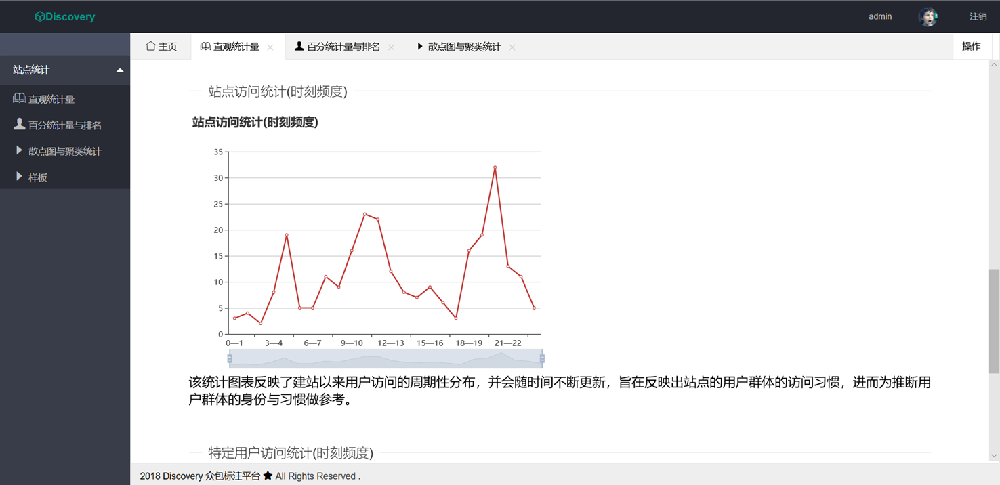 Discovery
admin
注销
主页
直观统计量
百分统计量与排名
散点图与聚类统计
操作
站点统计
直观统计量
百分统计量与排名
散点图与聚类统计
样板
站点访问统计(时刻频度)
站点访问统计(时刻频度)
35
30
25
20
15
10
5
0
0—1 3—4 6—7 9—10 12—13 15—16 18—19 21—22
该统计图表反映了建站以来用户访问的周期性分布，并会随时间不断更新，旨在反映出站点的用户群体的访问习惯，进而为推断用
户群体的身份与习惯做参考。
特定用户访问统计(时刻频度)
2018 Discovery 众包标注平台 ★ All Rights Reserved .